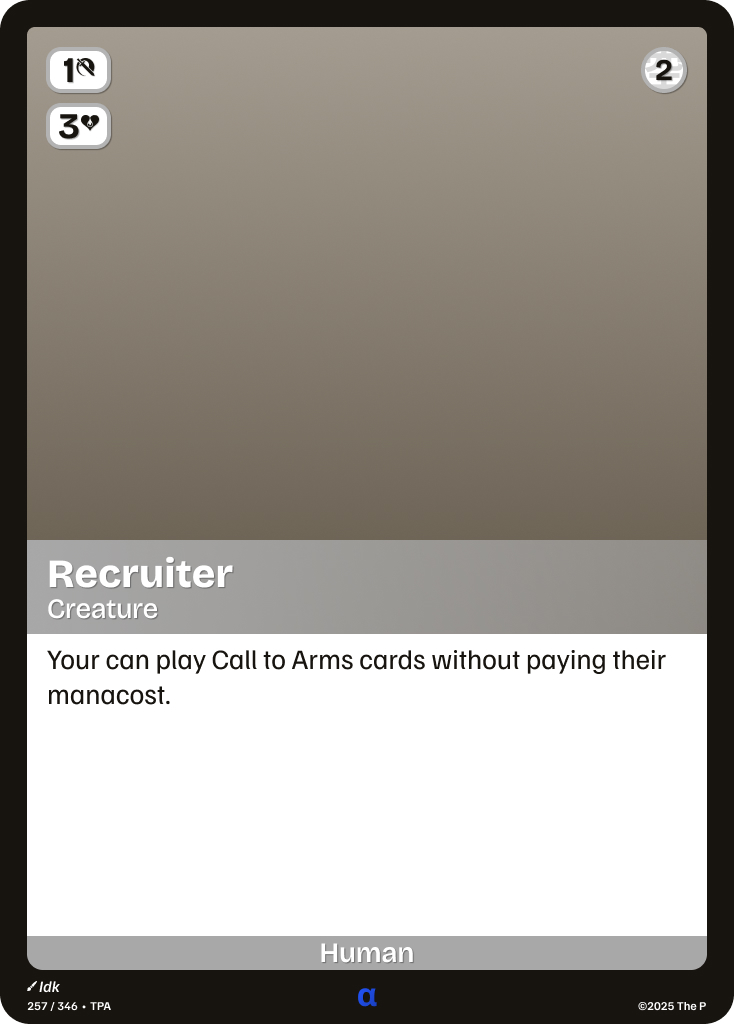 1
2
3
Recruiter
Creature
Your can play Call to Arms cards without paying their
manacost.
Human
Idk
257 / 346 • TPA
α
©2025 The P